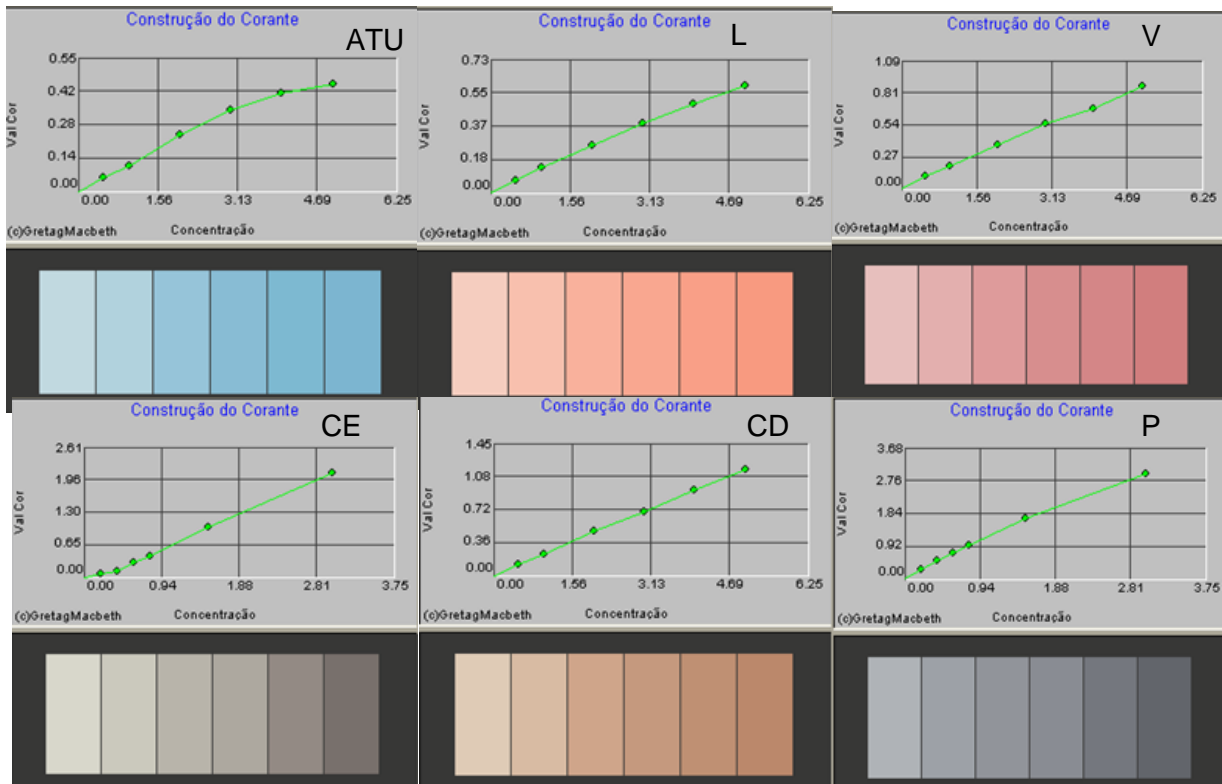 Construção do Corante
ATU
0.55
0.42
0.28
0.14
0.00
Val Cor
0.00 1.56 3.13 4.69 6.25
(c)GretagMacbeth Concentração
Construção do Corante
L
0.73
0.55
0.37
0.18
0.00
Val Cor
0.00 1.56 3.13 4.69 6.25
(c)GretagMacbeth Concentração
Construção do Corante
V
1.09
0.81
0.54
0.27
0.00
Val Cor
0.00 1.56 3.13 4.69 6.25
(c)GretagMacbeth Concentração
Construção do Corante
CE
2.61
1.96
1.30
0.65
0.00
Val Cor
0.00 0.94 1.88 2.81 3.75
(c)GretagMacbeth Concentração
Construção do Corante
CD
1.45
1.08
0.72
0.36
0.00
Val Cor
0.00 1.56 3.13 4.69 6.25
(c)GretagMacbeth Concentração
Construção do Corante
P
3.68
2.76
1.84
0.92
0.00
Val Cor
0.00 0.94 1.88 2.81 3.75
(c)GretagMacbeth Concentração